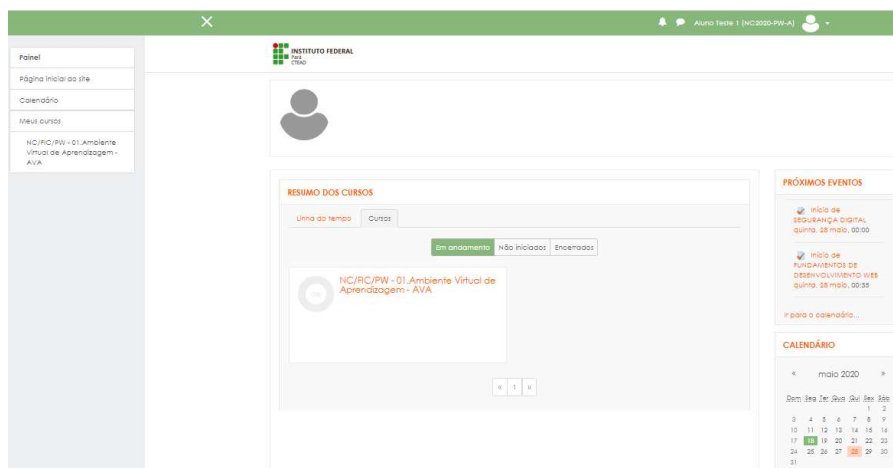 Aluno Teste 1 (NC2020-PW-A)
Painel
Página inicial do site
Calendário
Meus cursos
NC/FIC/PW - 01.Ambiente
Virtual de Aprendizagem -
AVA
INSTITUTO FEDERAL
Pará
CTEAD
RESUMO DOS CURSOS
Linha do tempo Cursos
Em andamento Não iniciados Encerrados
NC/FIC/PW - 01.Ambiente Virtual de
Aprendizagem - AVA
« 1 »
PRÓXIMOS EVENTOS
Início de
SEGURANÇA DIGITAL
quinta, 28 maio, 00:00
Início de
FUNDAMENTOS DE
DESENVOLVIMENTO WEB
quinta, 28 maio, 00:55
Ir para o calendário...
CALENDÁRIO
« maio 2020 »
Dom Seg Ter Qua Qui Sex Sáb
1 2
3 4 5 6 7 8 9
10 11 12 13 14 15 16
17 18 19 20 21 22 23
24 25 26 27 28 29 30
31